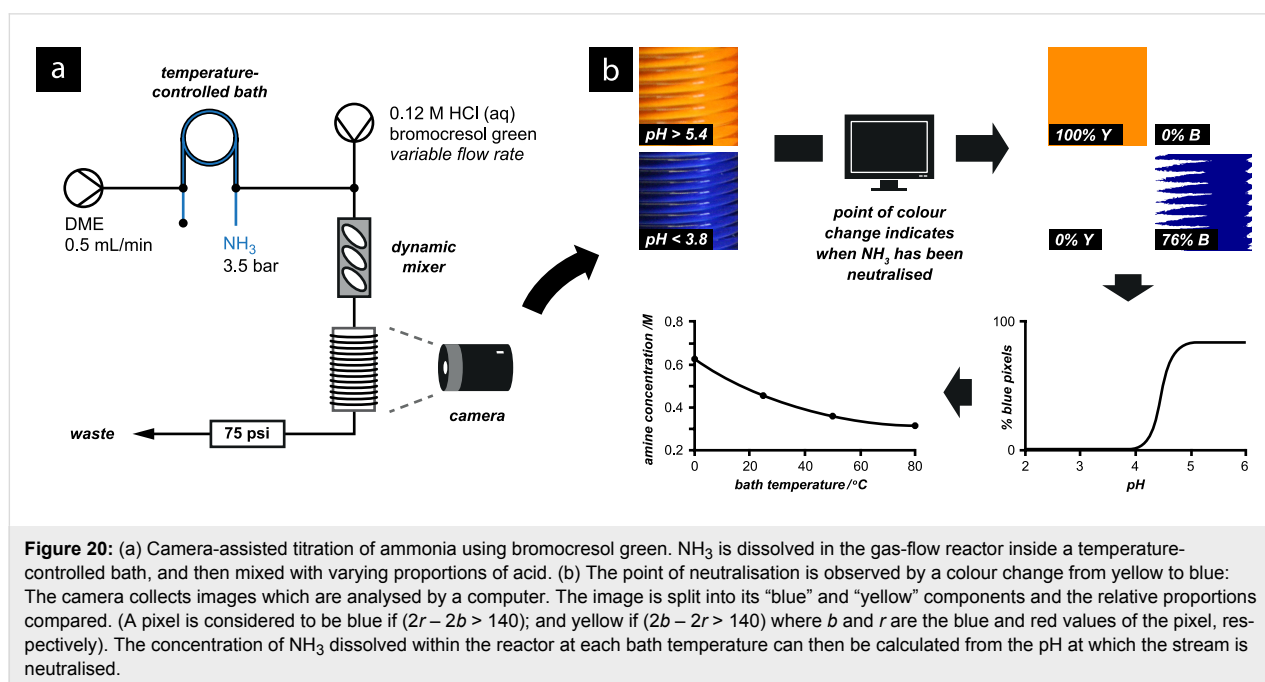 a
temperature-
controlled bath
0.12 M HCl (aq)
bromocresol green
variable flow rate
DME
0.5 mL/min
NH3
3.5 bar
dynamic
mixer
camera
waste
75 psi
b
pH > 5.4
pH < 3.8
point of colour
change indicates
when NH3 has been
neutralised
100% Y
0% B
0% Y
76% B
amine concentration /M
0.8
0.6
0.4
0.2
0 20 40 60 80
bath temperature /°C
% blue pixels
100
0
2 3 4 5 6
pH
Figure 20: (a) Camera-assisted titration of ammonia using bromocresol green. NH3 is dissolved in the gas-flow reactor inside a temperature-
controlled bath, and then mixed with varying proportions of acid. (b) The point of neutralisation is observed by a colour change from yellow to blue:
The camera collects images which are analysed by a computer. The image is split into its “blue” and “yellow” components and the relative proportions
compared. (A pixel is considered to be blue if (2r – 2b > 140); and yellow if (2b – 2r > 140) where b and r are the blue and red values of the pixel, res-
pectively). The concentration of NH3 dissolved within the reactor at each bath temperature can then be calculated from the pH at which the stream is
neutralised.